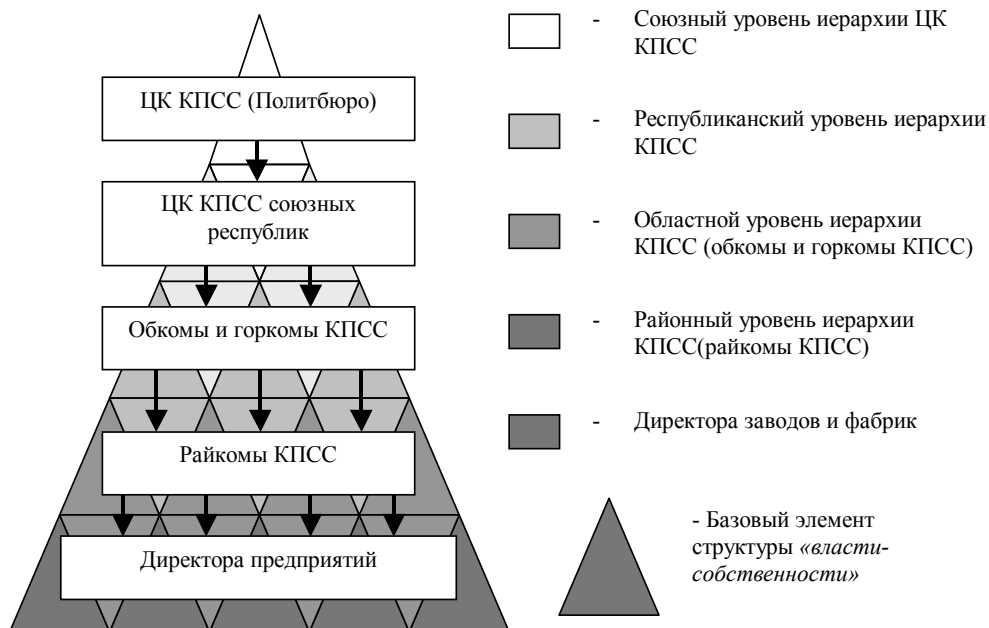 ЦК КПСС (Политбюро)
ЦК КПСС союзных
республик
Обкомы и горкомы КПСС
Райкомы КПСС
Директора предприятий
- Союзный уровень иерархии ЦК
КПСС
- Республиканский уровень иерархии
КПСС
- Областной уровень иерархии
КПСС (обкомы и горкомы КПСС)
- Районный уровень иерархии
КПСС(райкомы КПСС)
- Директора заводов и фабрик
- Базовый элемент
структуры «власти-
собственности»